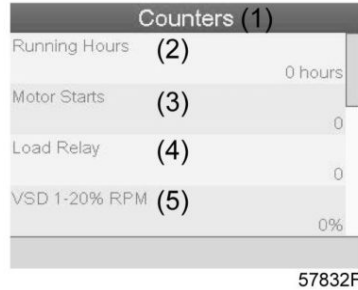 Counters (1)
Running Hours (2)
0 hours
Motor Starts (3)
0
Load Relay (4)
0
VSD 1-20% RPM (5)
0%
57832F